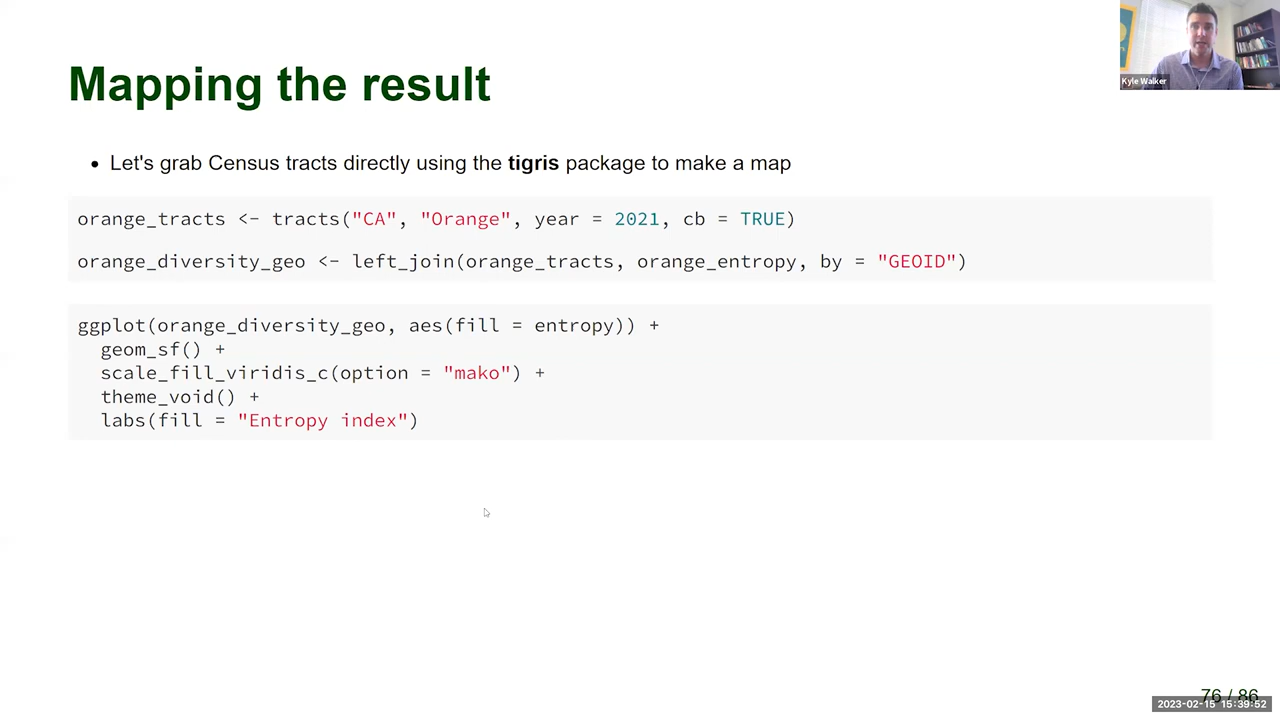 Mapping the result
Kyle Walker
• Let's grab Census tracts directly using the tigris package to make a map
orange_tracts <- tracts("CA", "Orange", year = 2021, cb = TRUE)
orange_diversity_geo <- left_join(orange_tracts, orange_entropy, by = "GEOID")
ggplot(orange_diversity_geo, aes(fill = entropy)) +
  geom_sf() +
  scale_fill_viridis_c(option = "mako") +
  theme_void() +
  labs(fill = "Entropy index")
76 / 86
2023-02-15 15:39:52